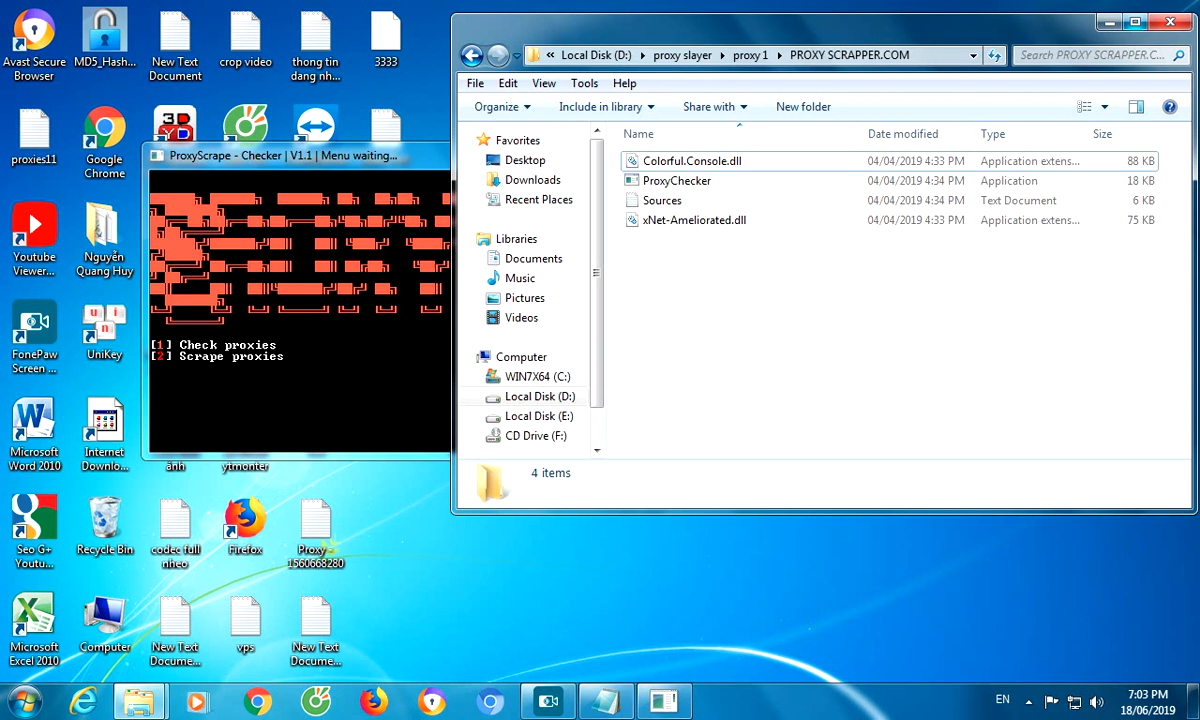 Avast Secure
Browser
MD5_Hash...
New Text
Document
crop video
thong tin
dang nh...
3333
proxies11
Google
Chrome
Youtube
Viewer...
Nguyễn
Quang Huy
FonePaw
Screen ...
UniKey
Microsoft
Word 2010
Internet
Downlo...
anh
ytmonter
Seo G+
Youtu...
Recycle Bin
codec full
nheo
Firefox
Proxy -
1560668280
Microsoft
Excel 2010
Computer
New Text
Docume...
vps
New Text
Docume...
ProxyScrape - Checker | V1.1 | Menu waiting...
[1] Check proxies
[2] Scrape proxies
« Local Disk (D:) proxy slayer proxy 1 PROXY SCRAPPER.COM
Search PROXY SCRAPPER.C...
File Edit View Tools Help
Organize Include in library Share with New folder
Favorites
Desktop
Downloads
Recent Places
Libraries
Documents
Music
Pictures
Videos
Computer
WIN7X64 (C:)
Local Disk (D:)
Local Disk (E:)
CD Drive (F:)
Name Date modified Type Size
Colorful.Console.dll 04/04/2019 4:33 PM Application extens... 88 KB
ProxyChecker 04/04/2019 4:34 PM Application 18 KB
Sources 04/04/2019 4:34 PM Text Document 6 KB
xNet-Ameliorated.dll 04/04/2019 4:33 PM Application extens... 75 KB
4 items
EN
7:03 PM
18/06/2019